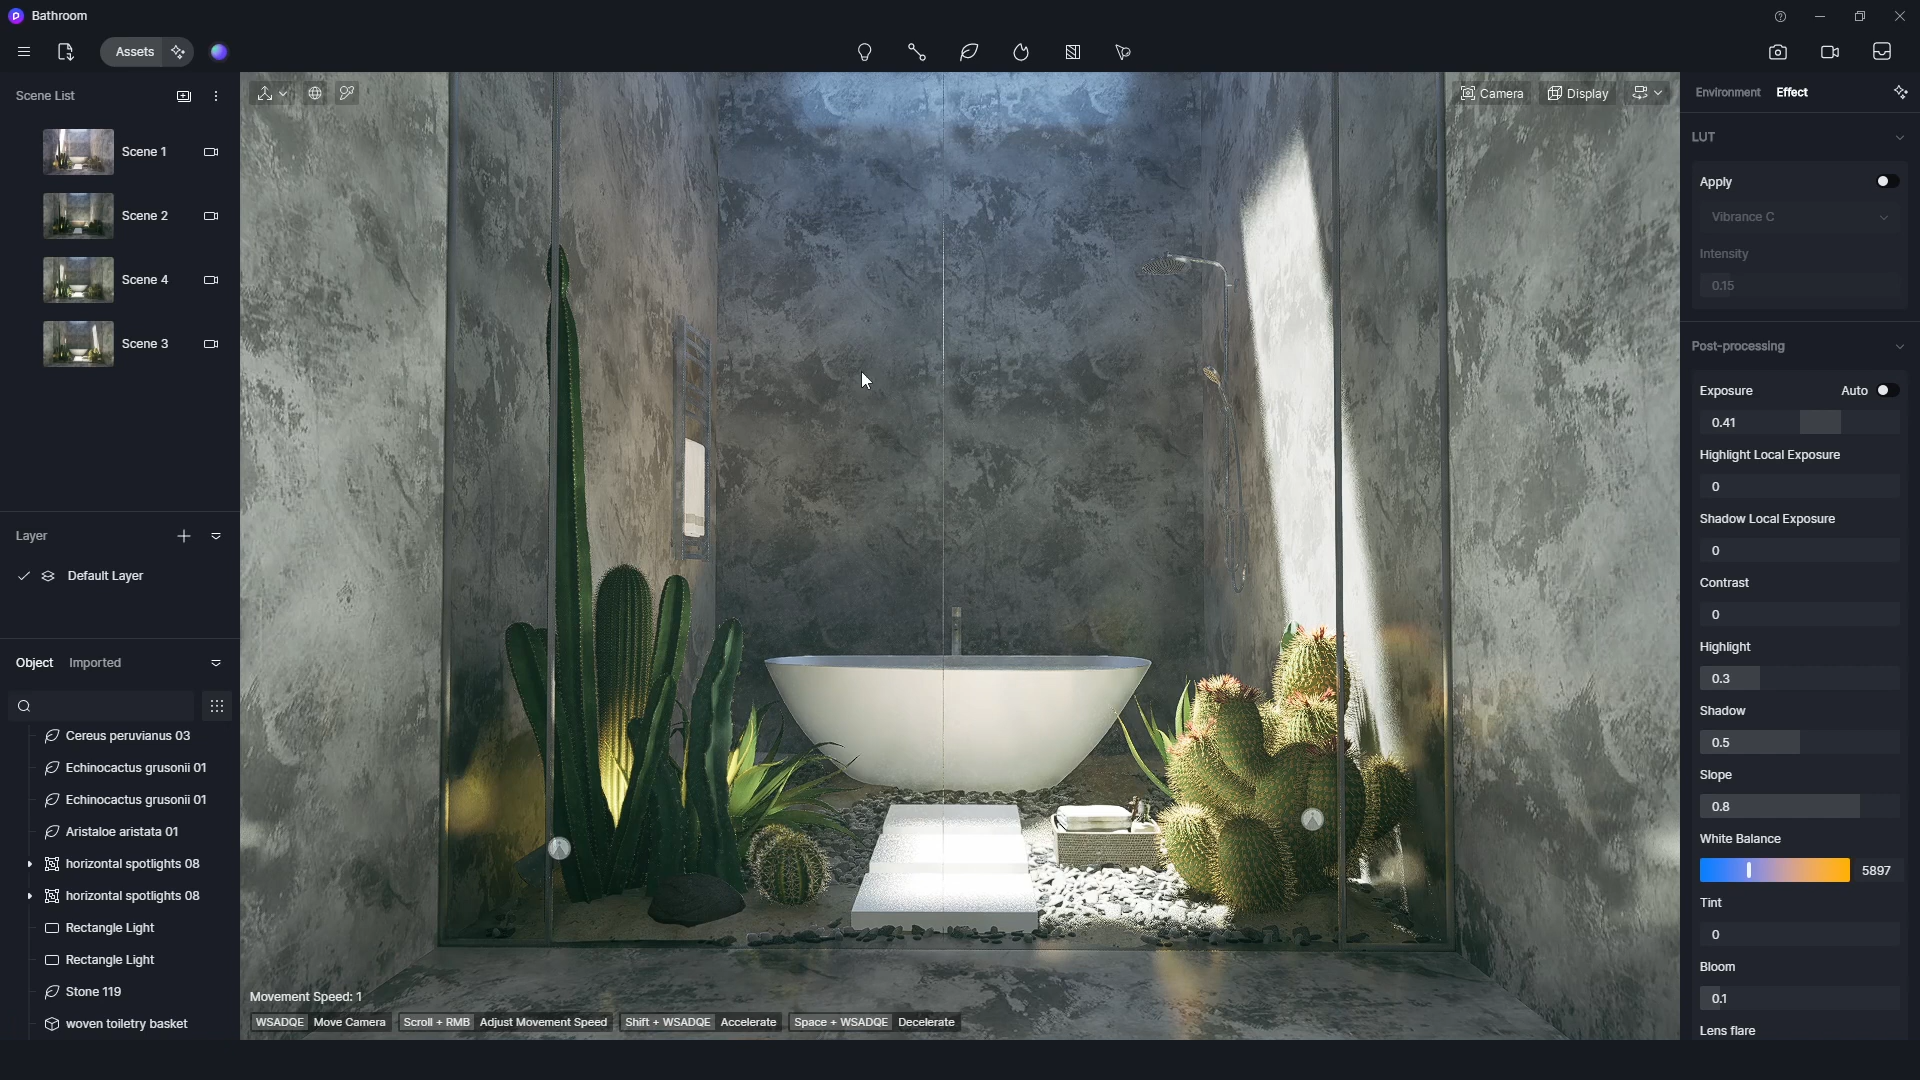 Bathroom
Assets
Scene List
Scene 1
Scene 2
Scene 4
Scene 3
Layer
Default Layer
Object Imported
Cereus peruvianus 03
Echinocactus grusonii 01
Echinocactus grusonii 01
Aristaloe aristata 01
horizontal spotlights 08
horizontal spotlights 08
Rectangle Light
Rectangle Light
Stone 119
woven toiletry basket
Camera Display
Movement Speed: 1
WSADQE Move Camera Scroll + RMB Adjust Movement Speed Shift + WSADQE Accelerate Space + WSADQE Decelerate
Environment Effect
LUT
Apply
Vibrance C
Intensity
0.15
Post-processing
Exposure Auto
0.41
Highlight Local Exposure
0
Shadow Local Exposure
0
Contrast
0
Highlight
0.3
Shadow
0.5
Slope
0.8
White Balance
5897
Tint
0
Bloom
0.1
Lens flare